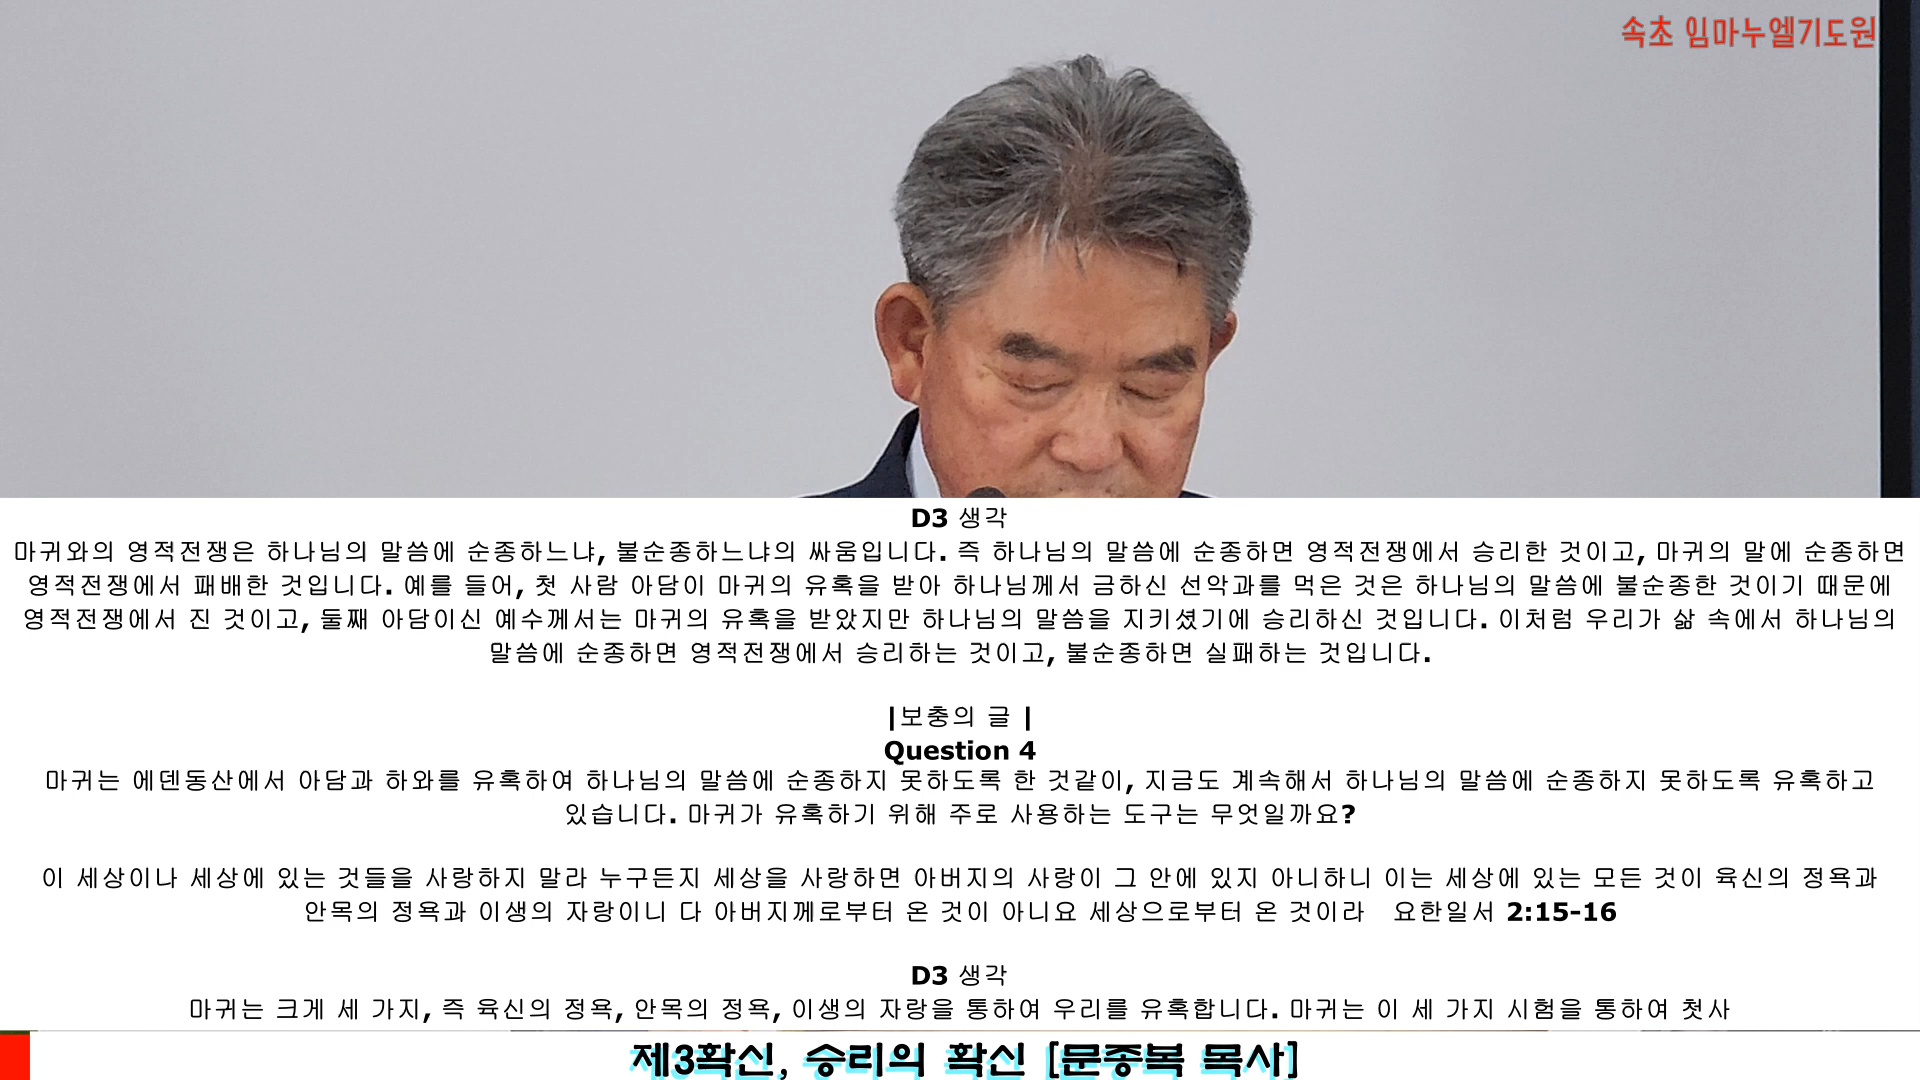 속초 임마누엘기도원
D3 생각
마귀와의 영적전쟁은 하나님의 말씀에 순종하느냐, 불순종하느냐의 싸움입니다. 즉 하나님의 말씀에 순종하면 영적전쟁에서 승리한 것이고, 마귀의 말에 순종하면
영적전쟁에서 패배한 것입니다. 예를 들어, 첫 사람 아담이 마귀의 유혹을 받아 하나님께서 금하신 선악과를 먹은 것은 하나님의 말씀에 불순종한 것이기 때문에
영적전쟁에서 진 것이고, 둘째 아담이신 예수께서는 마귀의 유혹을 받았지만 하나님의 말씀을 지키셨기에 승리하신 것입니다. 이처럼 우리가 삶 속에서 하나님의
말씀에 순종하면 영적전쟁에서 승리하는 것이고, 불순종하면 실패하는 것입니다.
|보충의 글 |
Question 4
마귀는 에덴동산에서 아담과 하와를 유혹하여 하나님의 말씀에 순종하지 못하도록 한 것같이, 지금도 계속해서 하나님의 말씀에 순종하지 못하도록 유혹하고
있습니다. 마귀가 유혹하기 위해 주로 사용하는 도구는 무엇일까요?
이 세상이나 세상에 있는 것들을 사랑하지 말라 누구든지 세상을 사랑하면 아버지의 사랑이 그 안에 있지 아니하니 이는 세상에 있는 모든 것이 육신의 정욕과
안목의 정욕과 이생의 자랑이니 다 아버지께로부터 온 것이 아니요 세상으로부터 온 것이라 요한일서 2:15-16
D3 생각
마귀는 크게 세 가지, 즉 육신의 정욕, 안목의 정욕, 이생의 자랑을 통하여 우리를 유혹합니다. 마귀는 이 세 가지 시험을 통하여 첫사
제3확신, 승리의 확신 [문종복 목사]